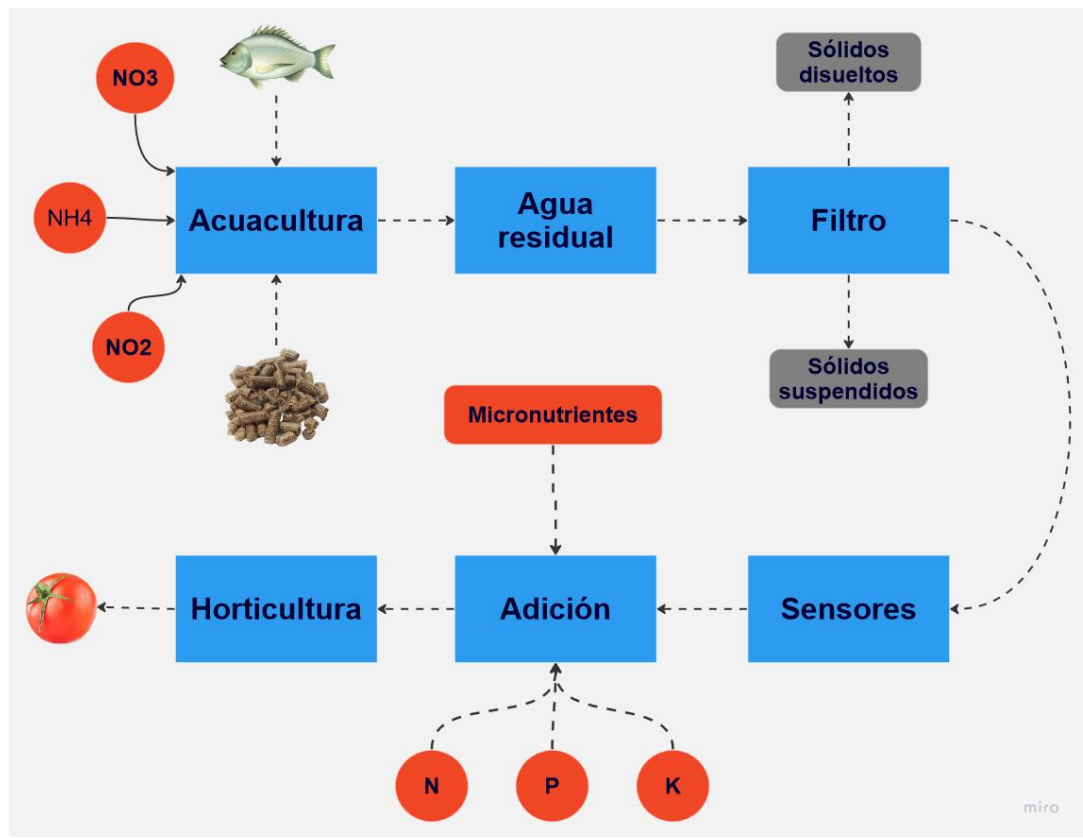 NO3
Sólidos
disueltos
NH4
Acuacultura
Agua
residual
Filtro
NO2
Sólidos
suspendidos
Micronutrientes
Horticultura
Adición
Sensores
N
P
K
miro